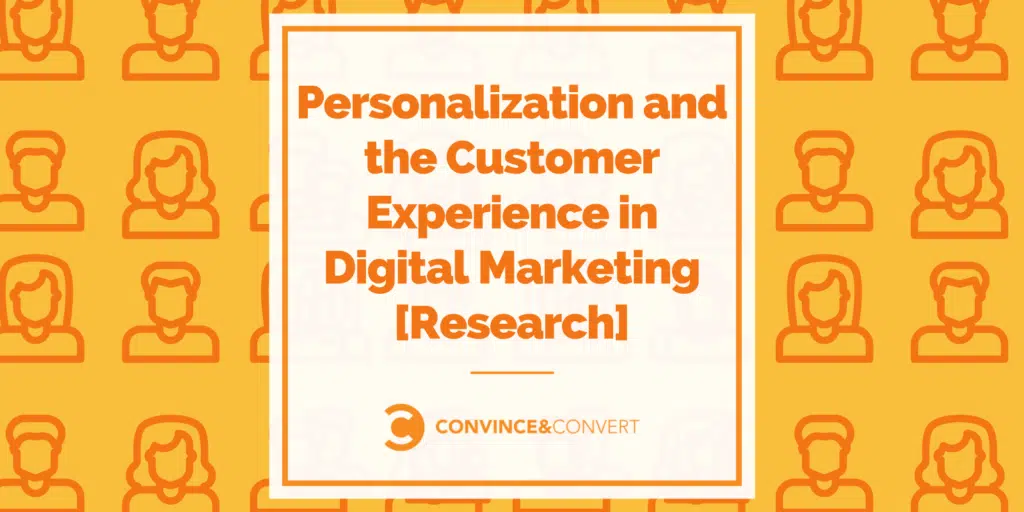 Personalization and
the Customer
Experience in
Digital Marketing
[Research]
CONVINCE&CONVERT